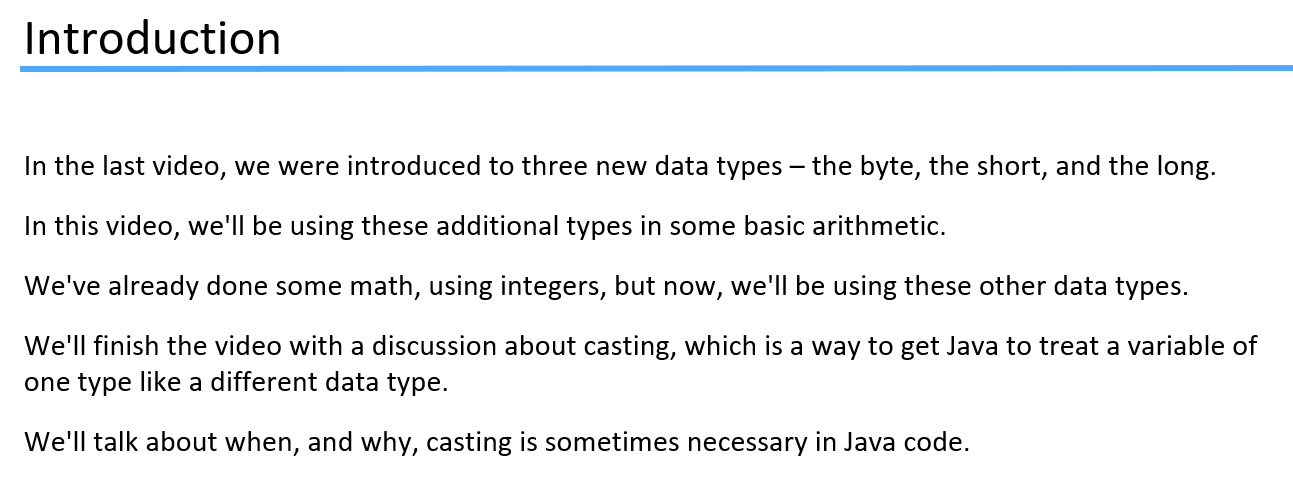 Introduction
In the last video, we were introduced to three new data types – the byte, the short, and the long.
In this video, we'll be using these additional types in some basic arithmetic.
We've already done some math, using integers, but now, we'll be using these other data types.
We'll finish the video with a discussion about casting, which is a way to get Java to treat a variable of
one type like a different data type.
We'll talk about when, and why, casting is sometimes necessary in Java code.